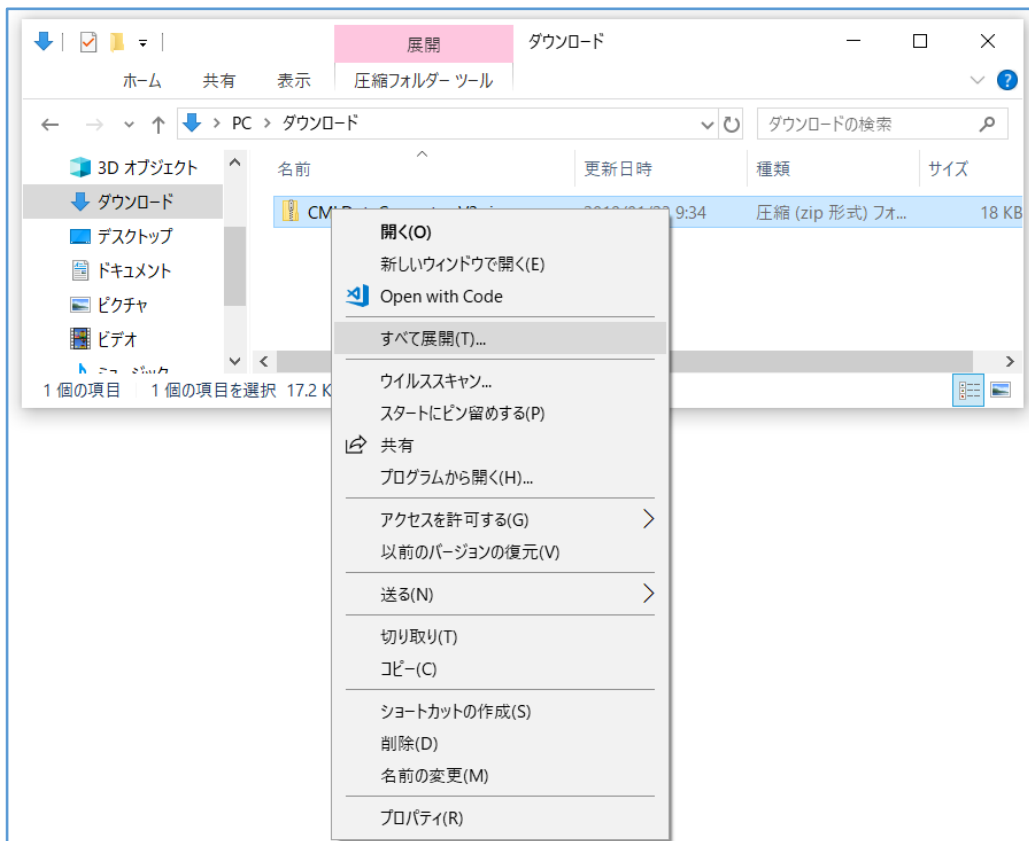 展開
ダウンロード
ホーム 共有 表示 圧縮フォルダー ツール
PC ダウンロード
ダウンロードの検索
名前 更新日時 種類 サイズ
3D オブジェクト
ダウンロード
デスクトップ
ドキュメント
ピクチャ
ビデオ
9:34 圧縮 (zip 形式) フォ... 18 KB
1 個の項目 1 個の項目を選択 17.2 K
開く(O)
新しいウィンドウで開く(E)
Open with Code
すべて展開(T)...
ウイルススキャン...
スタートにピン留めする(P)
共有
プログラムから開く(H)...
アクセスを許可する(G)
以前のバージョンの復元(V)
送る(N)
切り取り(T)
コピー(C)
ショートカットの作成(S)
削除(D)
名前の変更(M)
プロパティ(R)